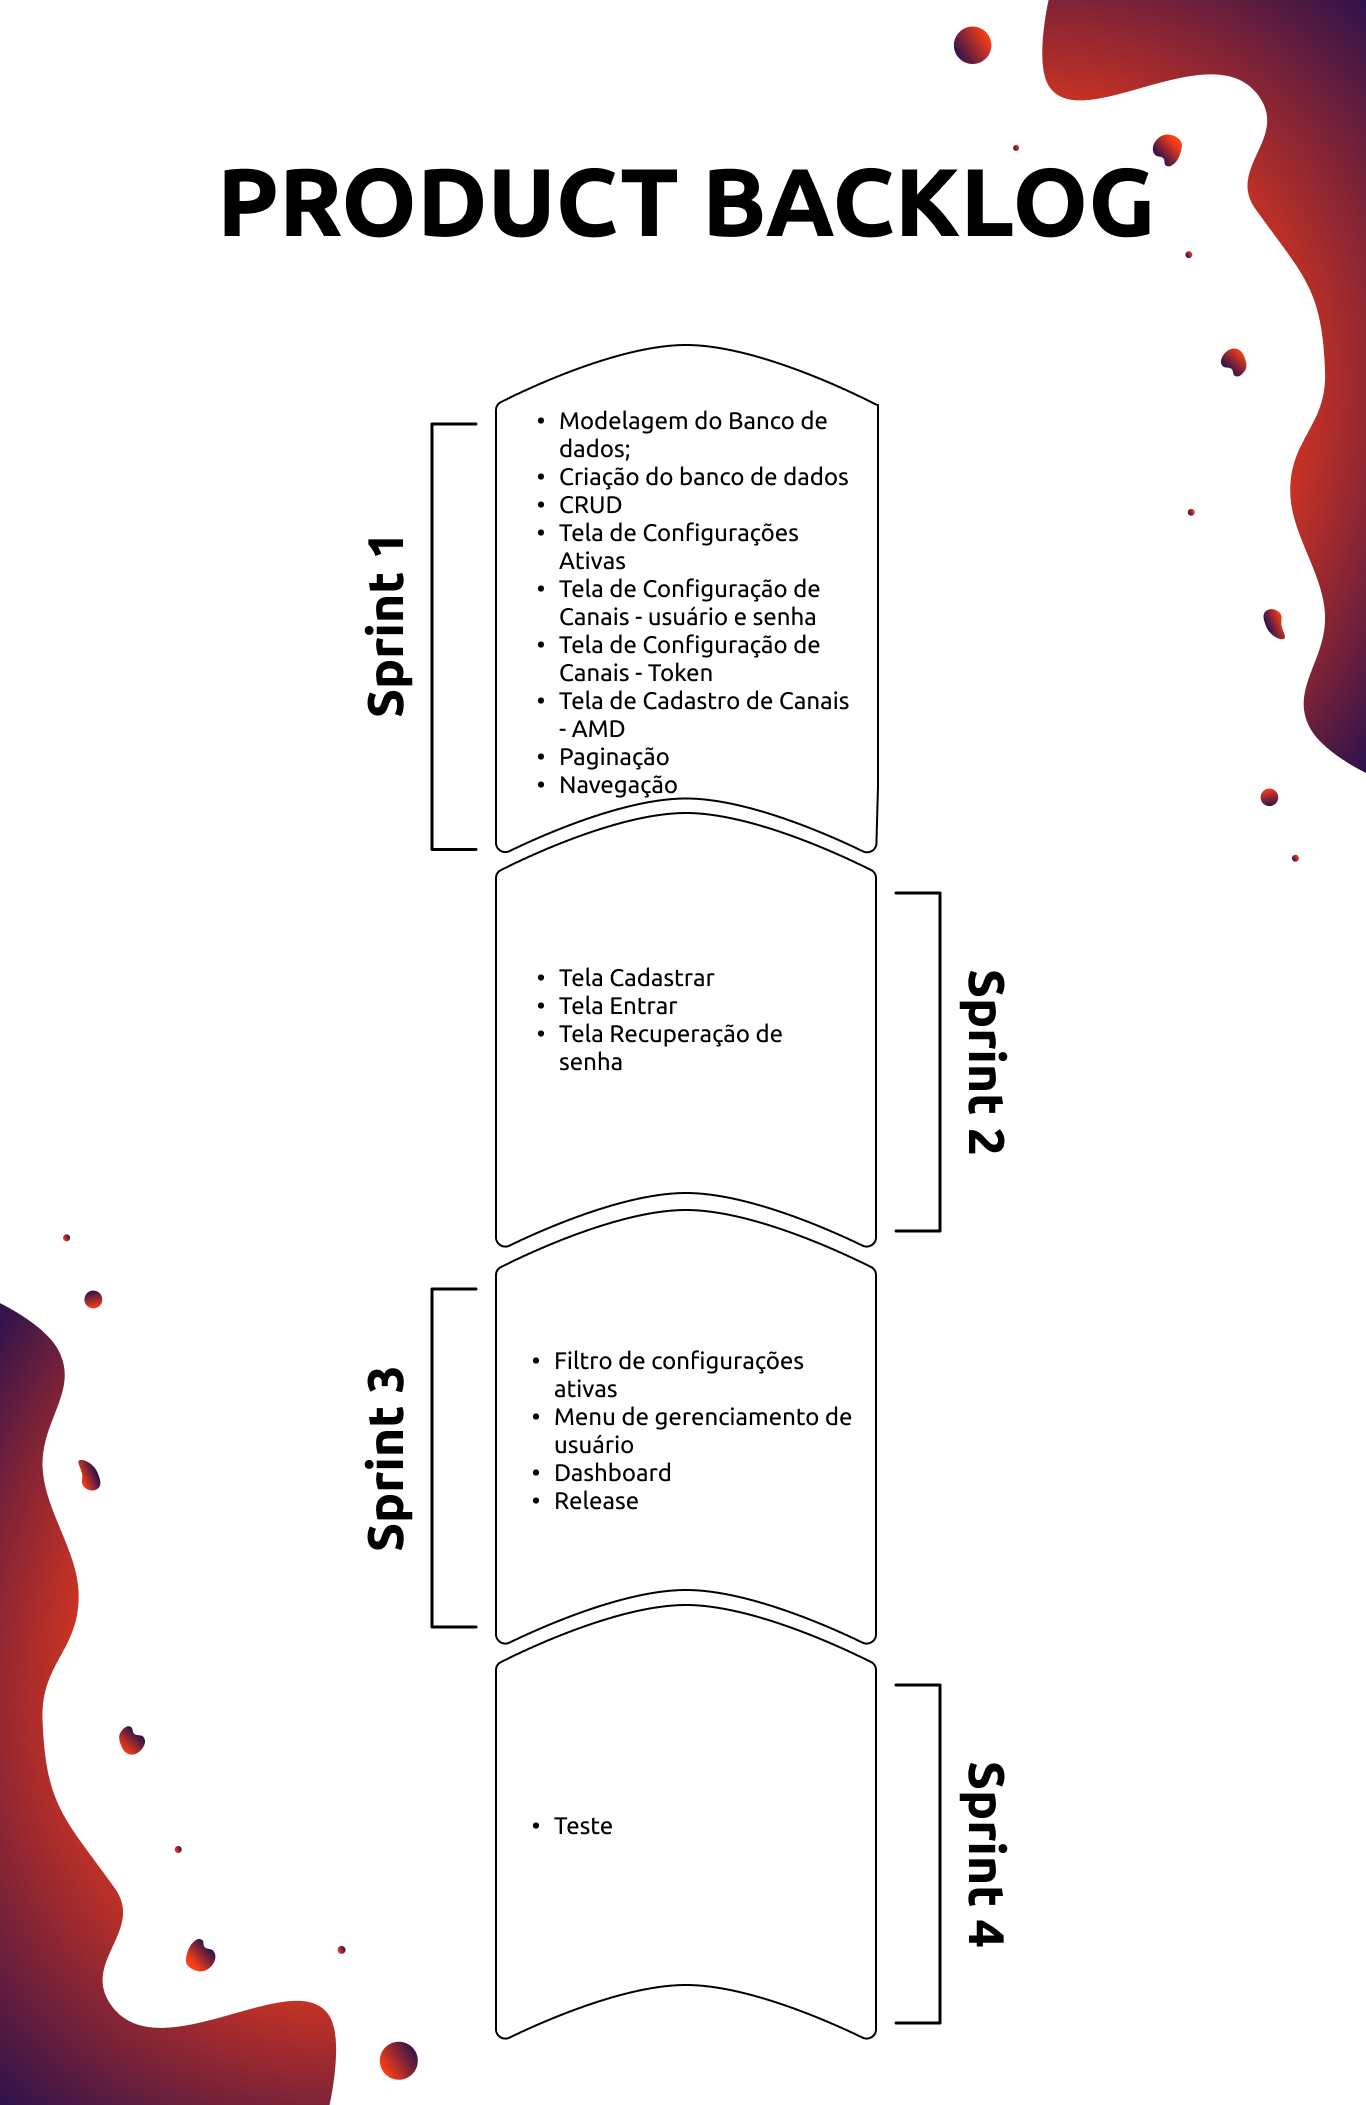 PRODUCT BACKLOG
Sprint 1
• Modelagem do Banco de
dados;
• Criação do banco de dados
• CRUD
• Tela de Configurações
Ativas
• Tela de Configuração de
Canais - usuário e senha
• Tela de Configuração de
Canais - Token
• Tela de Cadastro de Canais
- AMD
• Paginação
• Navegação
Sprint 2
• Tela Cadastrar
• Tela Entrar
• Tela Recuperação de
senha
Sprint 3
• Filtro de configurações
ativas
• Menu de gerenciamento de
usuário
• Dashboard
• Release
Sprint 4
• Teste